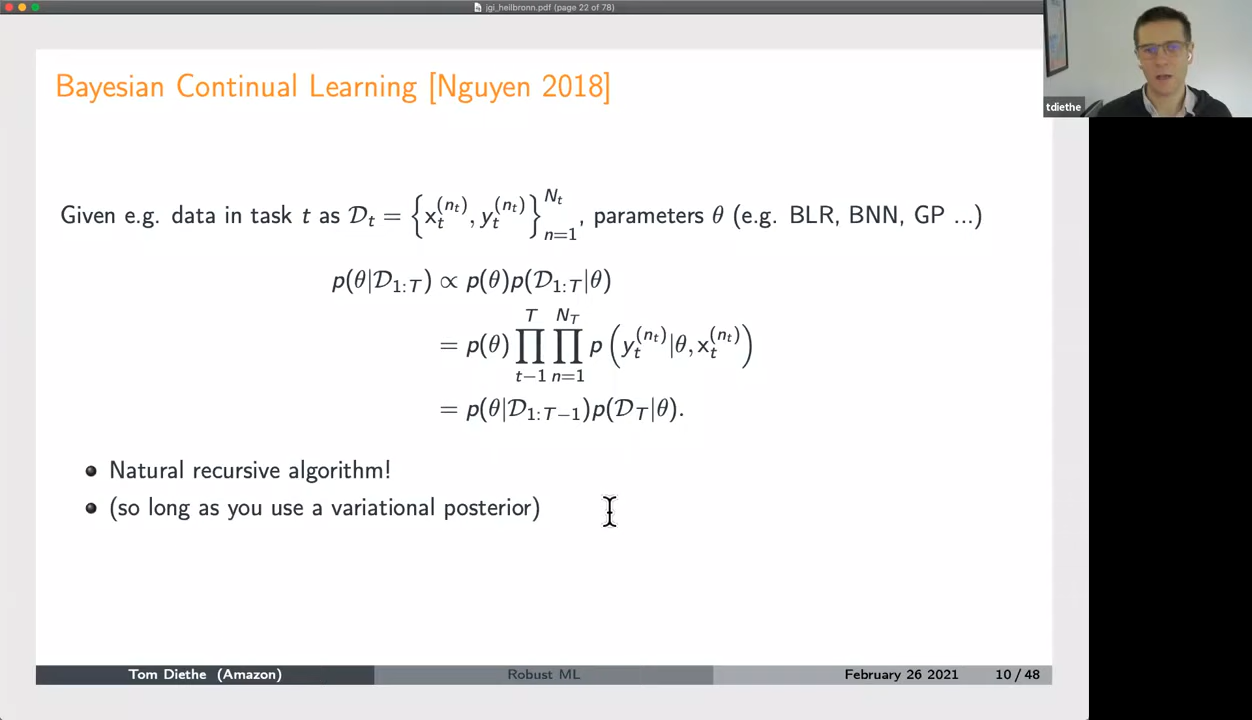 jgi_heilbronn.pdf (page 22 of 78)
tdiethe
Bayesian Continual Learning [Nguyen 2018]
Given e.g. data in task t as 𝒟_t = {x_t^(n_t), y_t^(n_t)}_{n=1}^{N_t}, parameters θ (e.g. BLR, BNN, GP ...)
p(θ|𝒟_{1:T}) ∝ p(θ)p(𝒟_{1:T}|θ)
= p(θ) ∏_{t−1}^{T} ∏_{n=1}^{N_T} p(y_t^(n_t)|θ, x_t^(n_t))
= p(θ|𝒟_{1:T−1})p(𝒟_T|θ).
• Natural recursive algorithm!
• (so long as you use a variational posterior)
Tom Diethe (Amazon) Robust ML February 26 2021 10 / 48